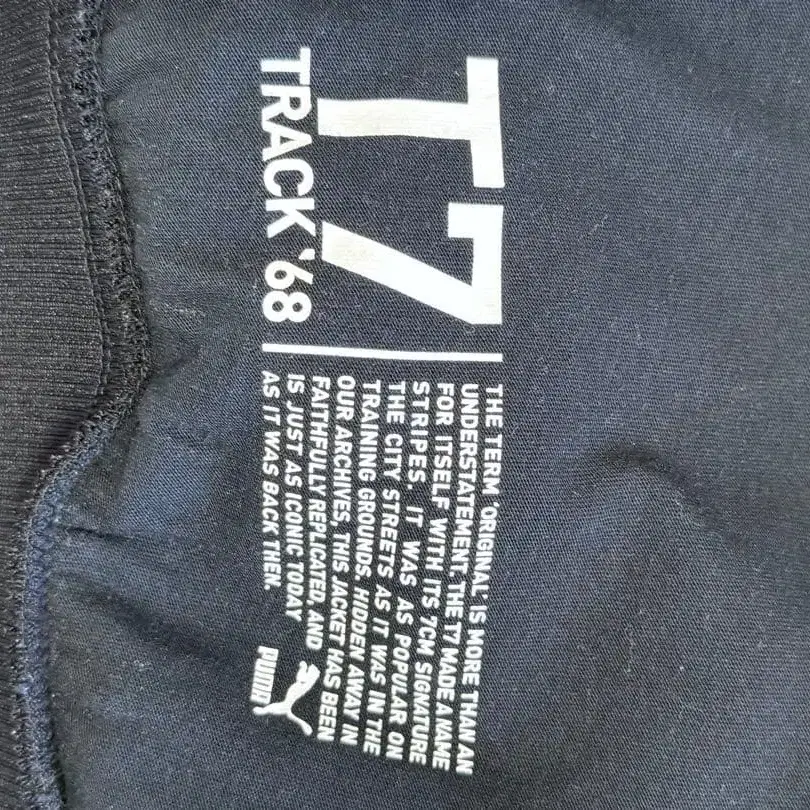 T7
TRACK '68
THE TERM 'ORIGINAL' IS MORE THAN AN
UNDERSTATEMENT. THE T7 MADE A NAME
FOR ITSELF WITH ITS 7CM SIGNATURE
STRIPES. IT WAS AS POPULAR ON
THE CITY STREETS AS IT WAS IN THE
TRAINING GROUNDS. HIDDEN AWAY IN
OUR ARCHIVES, THIS JACKET HAS BEEN
FAITHFULLY REPLICATED, AND
IS JUST AS ICONIC TODAY
AS IT WAS BACK THEN.
PUMA